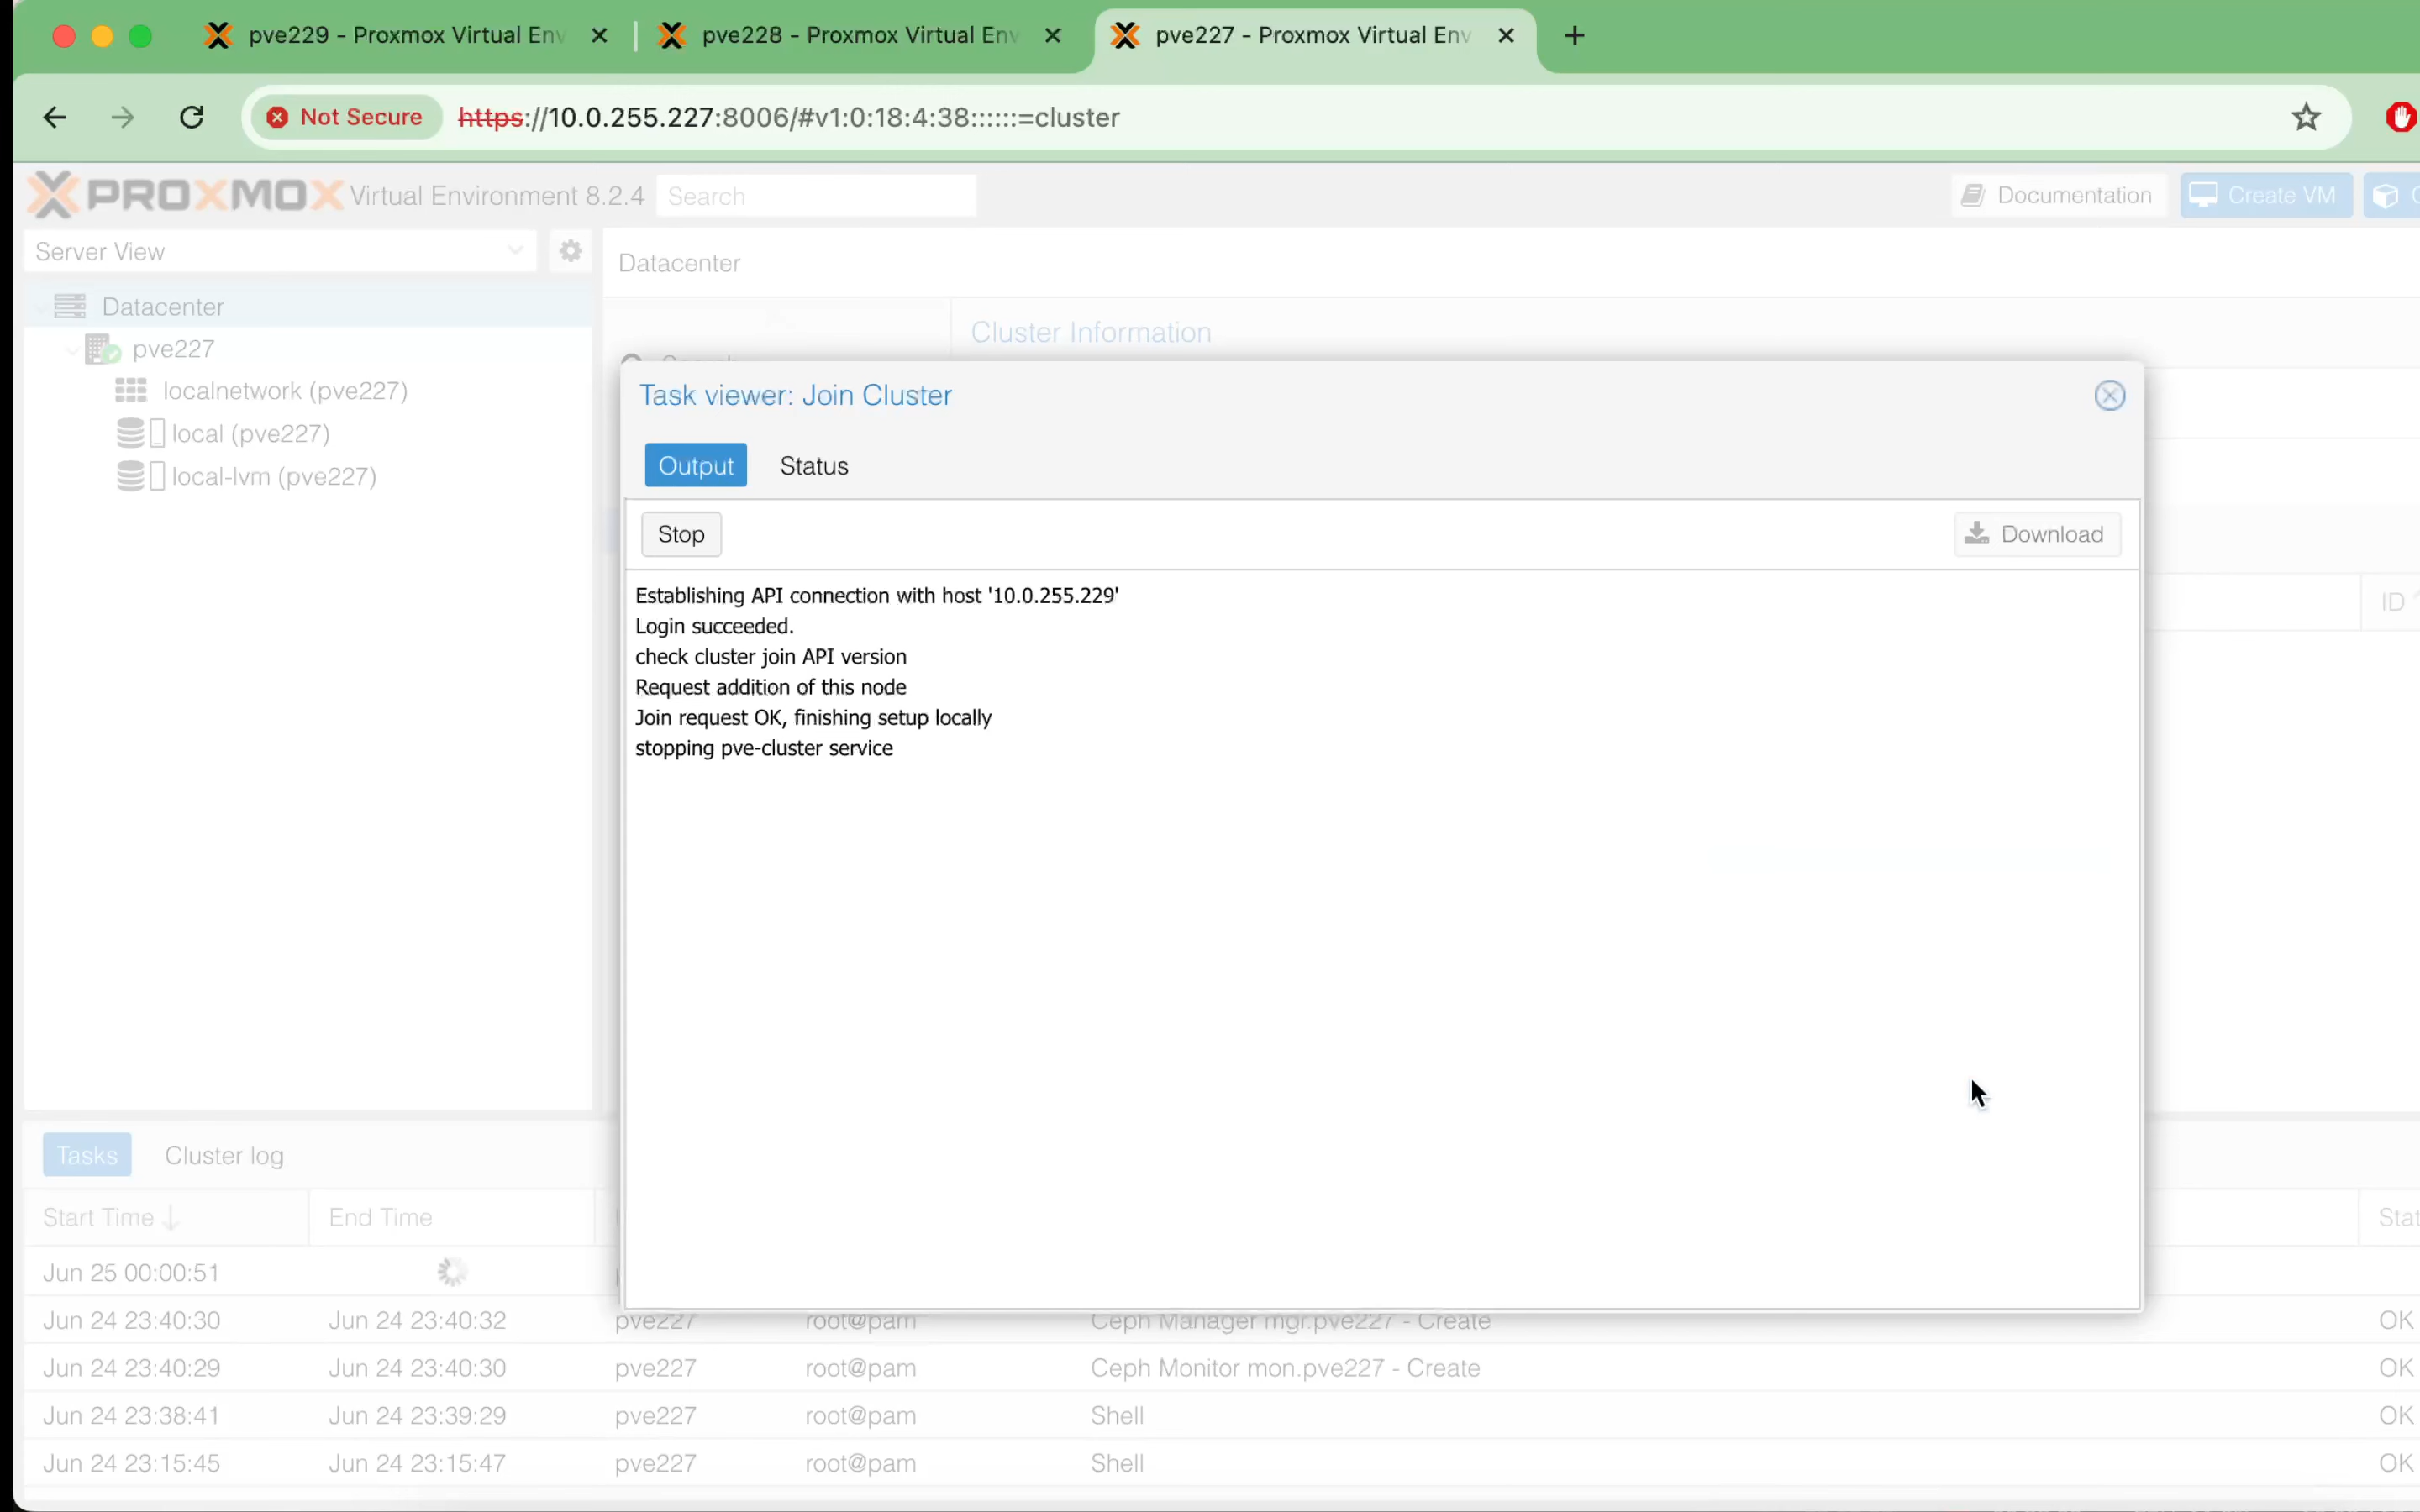 pve229 - Proxmox Virtual Env
pve228 - Proxmox Virtual Env
pve227 - Proxmox Virtual Env
Not Secure
https://10.0.255.227:8006/#v1:0:18:4:38::::::=cluster
PROXMOX Virtual Environment 8.2.4
Search
Documentation
Create VM
Server View
Datacenter
Datacenter
pve227
localnetwork (pve227)
local (pve227)
local-lvm (pve227)
Cluster Information
Search
Task viewer: Join Cluster
Output
Status
Stop
Download
Establishing API connection with host '10.0.255.229'
Login succeeded.
check cluster join API version
Request addition of this node
Join request OK, finishing setup locally
stopping pve-cluster service
ID
Tasks
Cluster log
Start Time
End Time
Jun 25 00:00:51
Jun 24 23:40:30 Jun 24 23:40:32 pve227 root@pam Ceph Manager mgr.pve227 - Create OK
Jun 24 23:40:29 Jun 24 23:40:30 pve227 root@pam Ceph Monitor mon.pve227 - Create OK
Jun 24 23:38:41 Jun 24 23:39:29 pve227 root@pam Shell OK
Jun 24 23:15:45 Jun 24 23:15:47 pve227 root@pam Shell OK